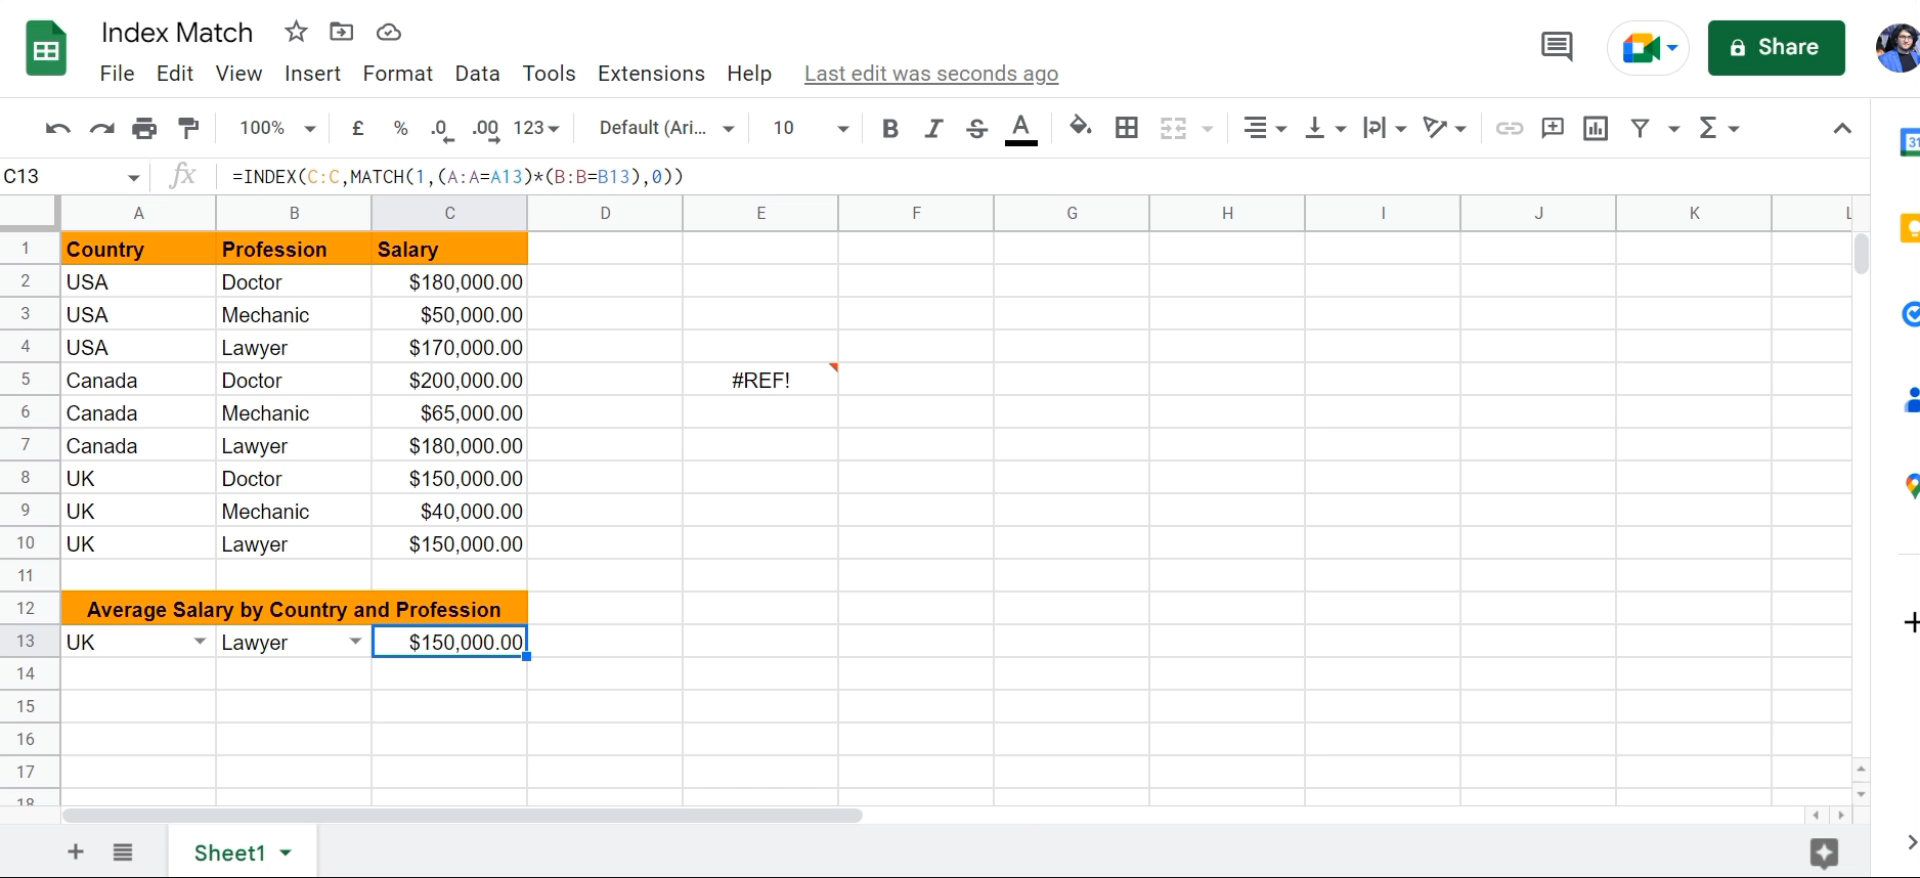 Index Match
File Edit View Insert Format Data Tools Extensions Help Last edit was seconds ago
Share
100% £ % .0 .00 123 Default (Ari... 10 B I S A Σ
C13 fx =INDEX(C:C,MATCH(1,(A:A=A13)*(B:B=B13),0))
A B C D E F G H I J K L
1 Country Profession Salary
2 USA Doctor $180,000.00
3 USA Mechanic $50,000.00
4 USA Lawyer $170,000.00
5 Canada Doctor $200,000.00 #REF!
6 Canada Mechanic $65,000.00
7 Canada Lawyer $180,000.00
8 UK Doctor $150,000.00
9 UK Mechanic $40,000.00
10 UK Lawyer $150,000.00
11
12 Average Salary by Country and Profession
13 UK Lawyer $150,000.00
14
15
16
17
18
Sheet1
31